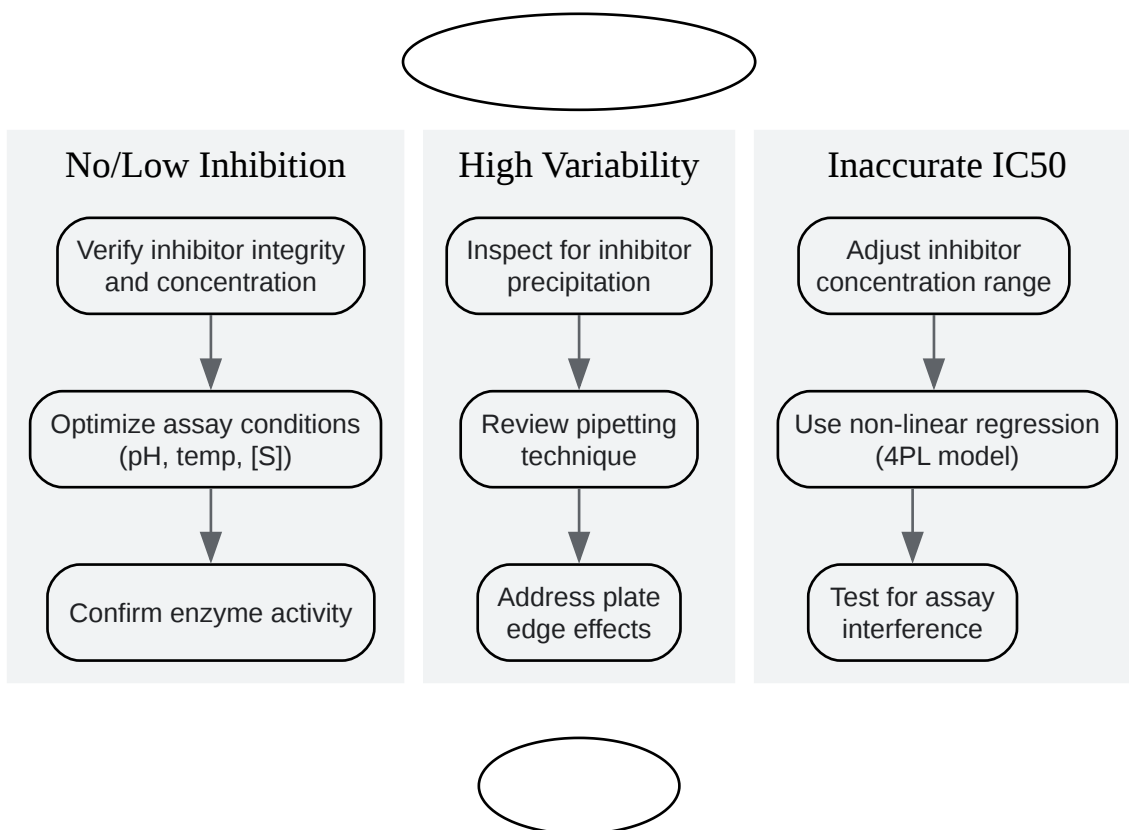 No/Low Inhibition
Verify inhibitor integrity
and concentration
Optimize assay conditions
(pH, temp, [S])
Confirm enzyme activity
High Variability
Inspect for inhibitor
precipitation
Review pipetting
technique
Address plate
edge effects
Inaccurate IC50
Adjust inhibitor
concentration range
Use non-linear regression
(4PL model)
Test for assay
interference